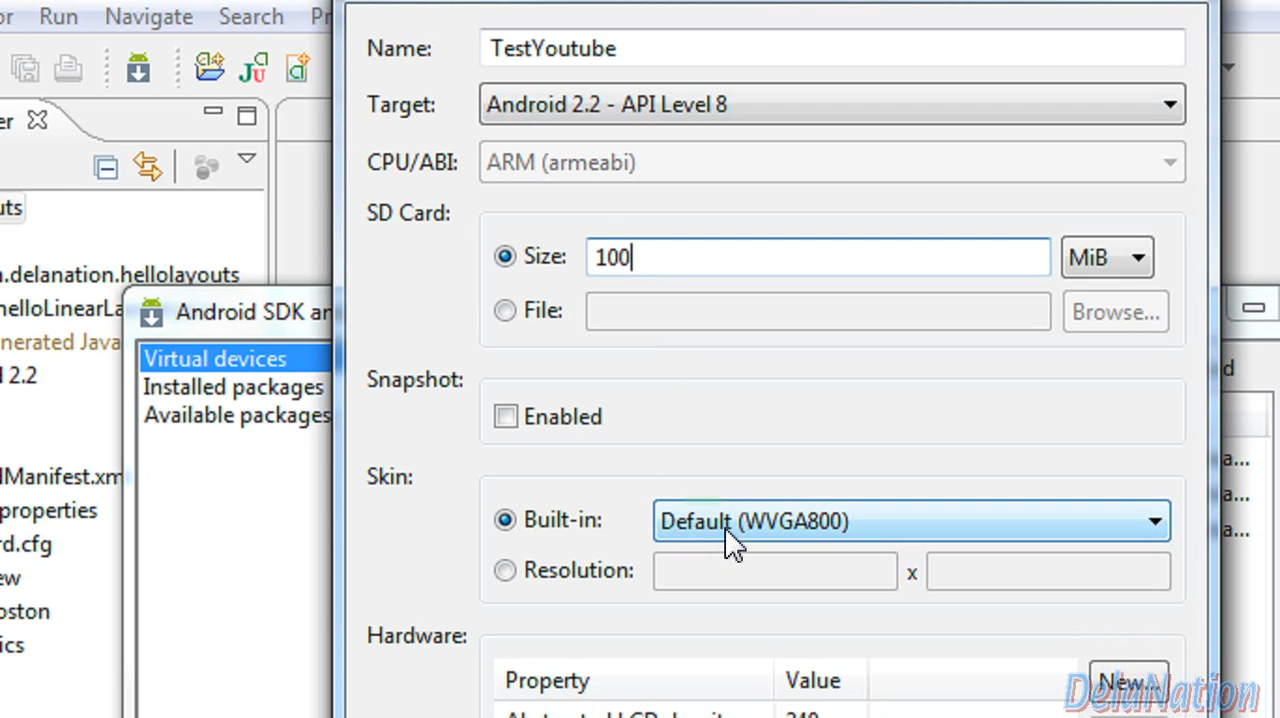 or Run Navigate Search Pr
Name: TestYoutube
Target: Android 2.2 - API Level 8
er
CPU/ABI: ARM (armeabi)
uts
SD Card:
Size: 100 MiB
File: Browse...
n.delanation.hellolayouts
helloLinearLa
nerated Java
l 2.2
Android SDK an
Virtual devices
Installed packages
Available packages
d
Snapshot:
Enabled
a...
a...
a...
lManifest.xm
properties
rd.cfg
ew
oston
ics
Skin:
Built-in: Default (WVGA800)
Resolution: x
Hardware:
Property Value New...
DelaNation